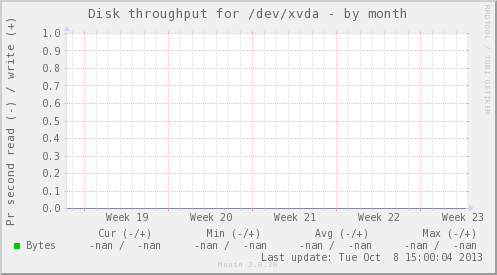 Disk throughput for /dev/xvda - by month
RRDTOOL / TOBI OETIKER
Pr second read (-) / write (+)
1.0
0.9
0.8
0.7
0.6
0.5
0.4
0.3
0.2
0.1
0.0
Week 19 Week 20 Week 21 Week 22 Week 23
Cur (-/+) Min (-/+) Avg (-/+) Max (-/+)
Bytes -nan / -nan -nan / -nan -nan / -nan -nan / -nan
Last update: Tue Oct 8 15:00:04 2013
Munin 2.0.20